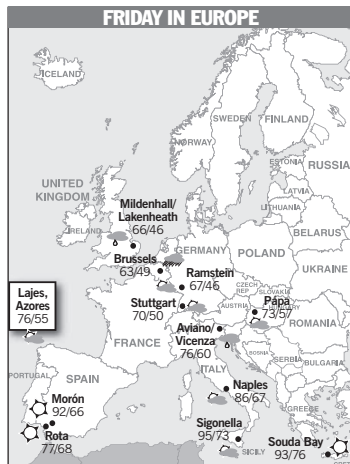 FRIDAY IN EUROPE
ICELAND
SWEDEN
FINLAND
NORWAY
ESTONIA
RUSSIA
LATVIA
LITHUANIA
UNITED
KINGDOM
Mildenhall/
Lakenheath
66/46
IRELAND
BELARUS
Brussels
63/49
GERMANY
POLAND
Ramstein
67/46
UKRAINE
Lajes,
Azores
76/55
Stuttgart
70/50
CZECH
REP
SLOVAKIA
AUSTRIA
HUNGARY
Pápa
73/57
FRANCE
Aviano/
Vicenza
76/60
ROMANIA
BOSNIA
SERBIA
BULGARIA
ITALY
PORTUGAL
SPAIN
Morón
92/66
Naples
86/67
GREECE
Rota
77/68
Sigonella
95/73
SICILY
Souda Bay
93/76